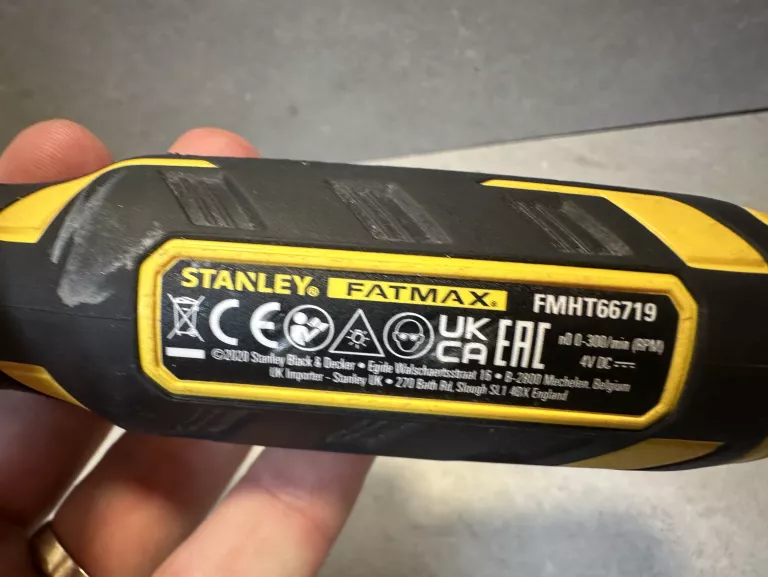 STANLEY® FATMAX® FMHT66719
CE UK CA EAC n0 0-300/min (RPM)
4V DC
©2020 Stanley Black & Decker • Egide Walschaertsstraat 16 • B-2800 Mechelen, Belgium
UK Importer - Stanley UK • 270 Bath Rd, Slough SL1 4DX England